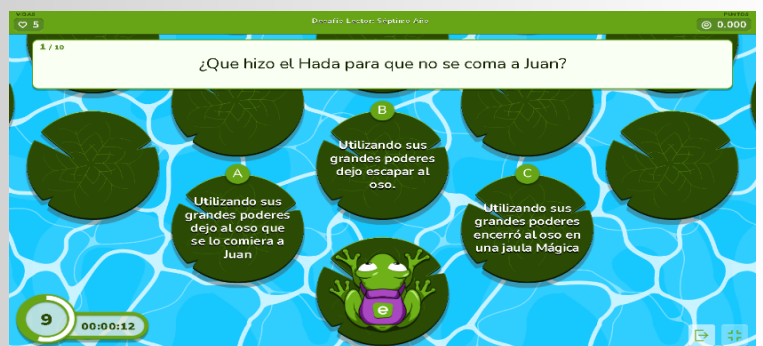 VIDAS
5
Desafío Lector: Séptimo Año
PUNTOS
0.000
1 / 10
¿Que hizo el Hada para que no se coma a Juan?
B
Utilizando sus
grandes poderes
dejo escapar al
oso.
A
Utilizando sus
grandes poderes
dejo al oso que
se lo comiera a
Juan
C
Utilizando sus
grandes poderes
encerró al oso en
una jaula Mágica
e
9
00:00:12